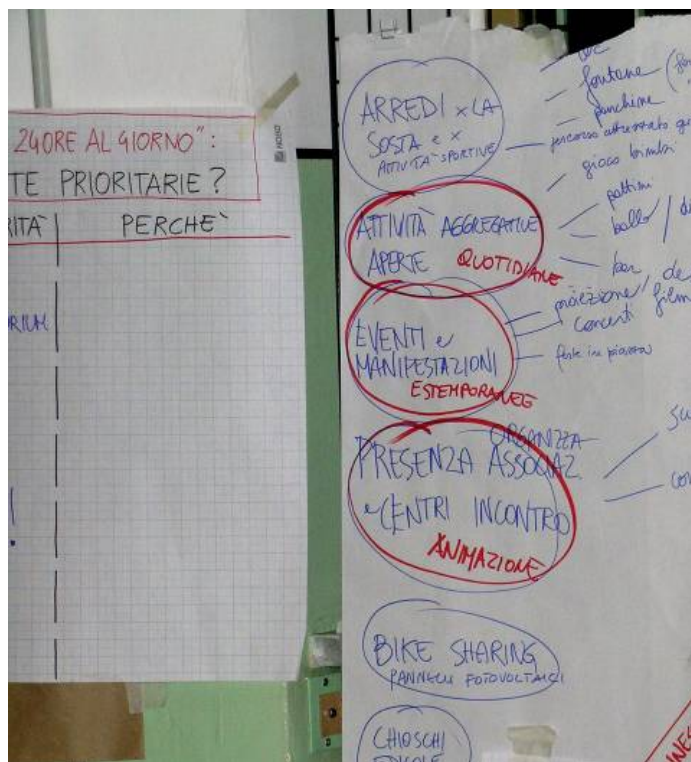 24ORE AL GIORNO":
TE PRIORITARIE?
RITÀ
PERCHÈ
RIUM
!
NOBO
ARREDI x LA
SOSTA e x
ATTIVITÀ SPORTIVE
fontane
panchine
percorso attrezzato
gioco bimbi
ATTIVITÀ AGGREGATIVE
APERTE QUOTIDIANE
pattini
ballo /
bar
EVENTI e
MANIFESTAZIONI
ESTEMPORANEE
proiezione /
concerti
feste in piazza
ORGANIZZA
PRESENZA ASSOCIAZ.
e CENTRI INCONTRO
ANIMAZIONE
BIKE SHARING
PANNELLI FOTOVOLTAICI
CHIOSCHI